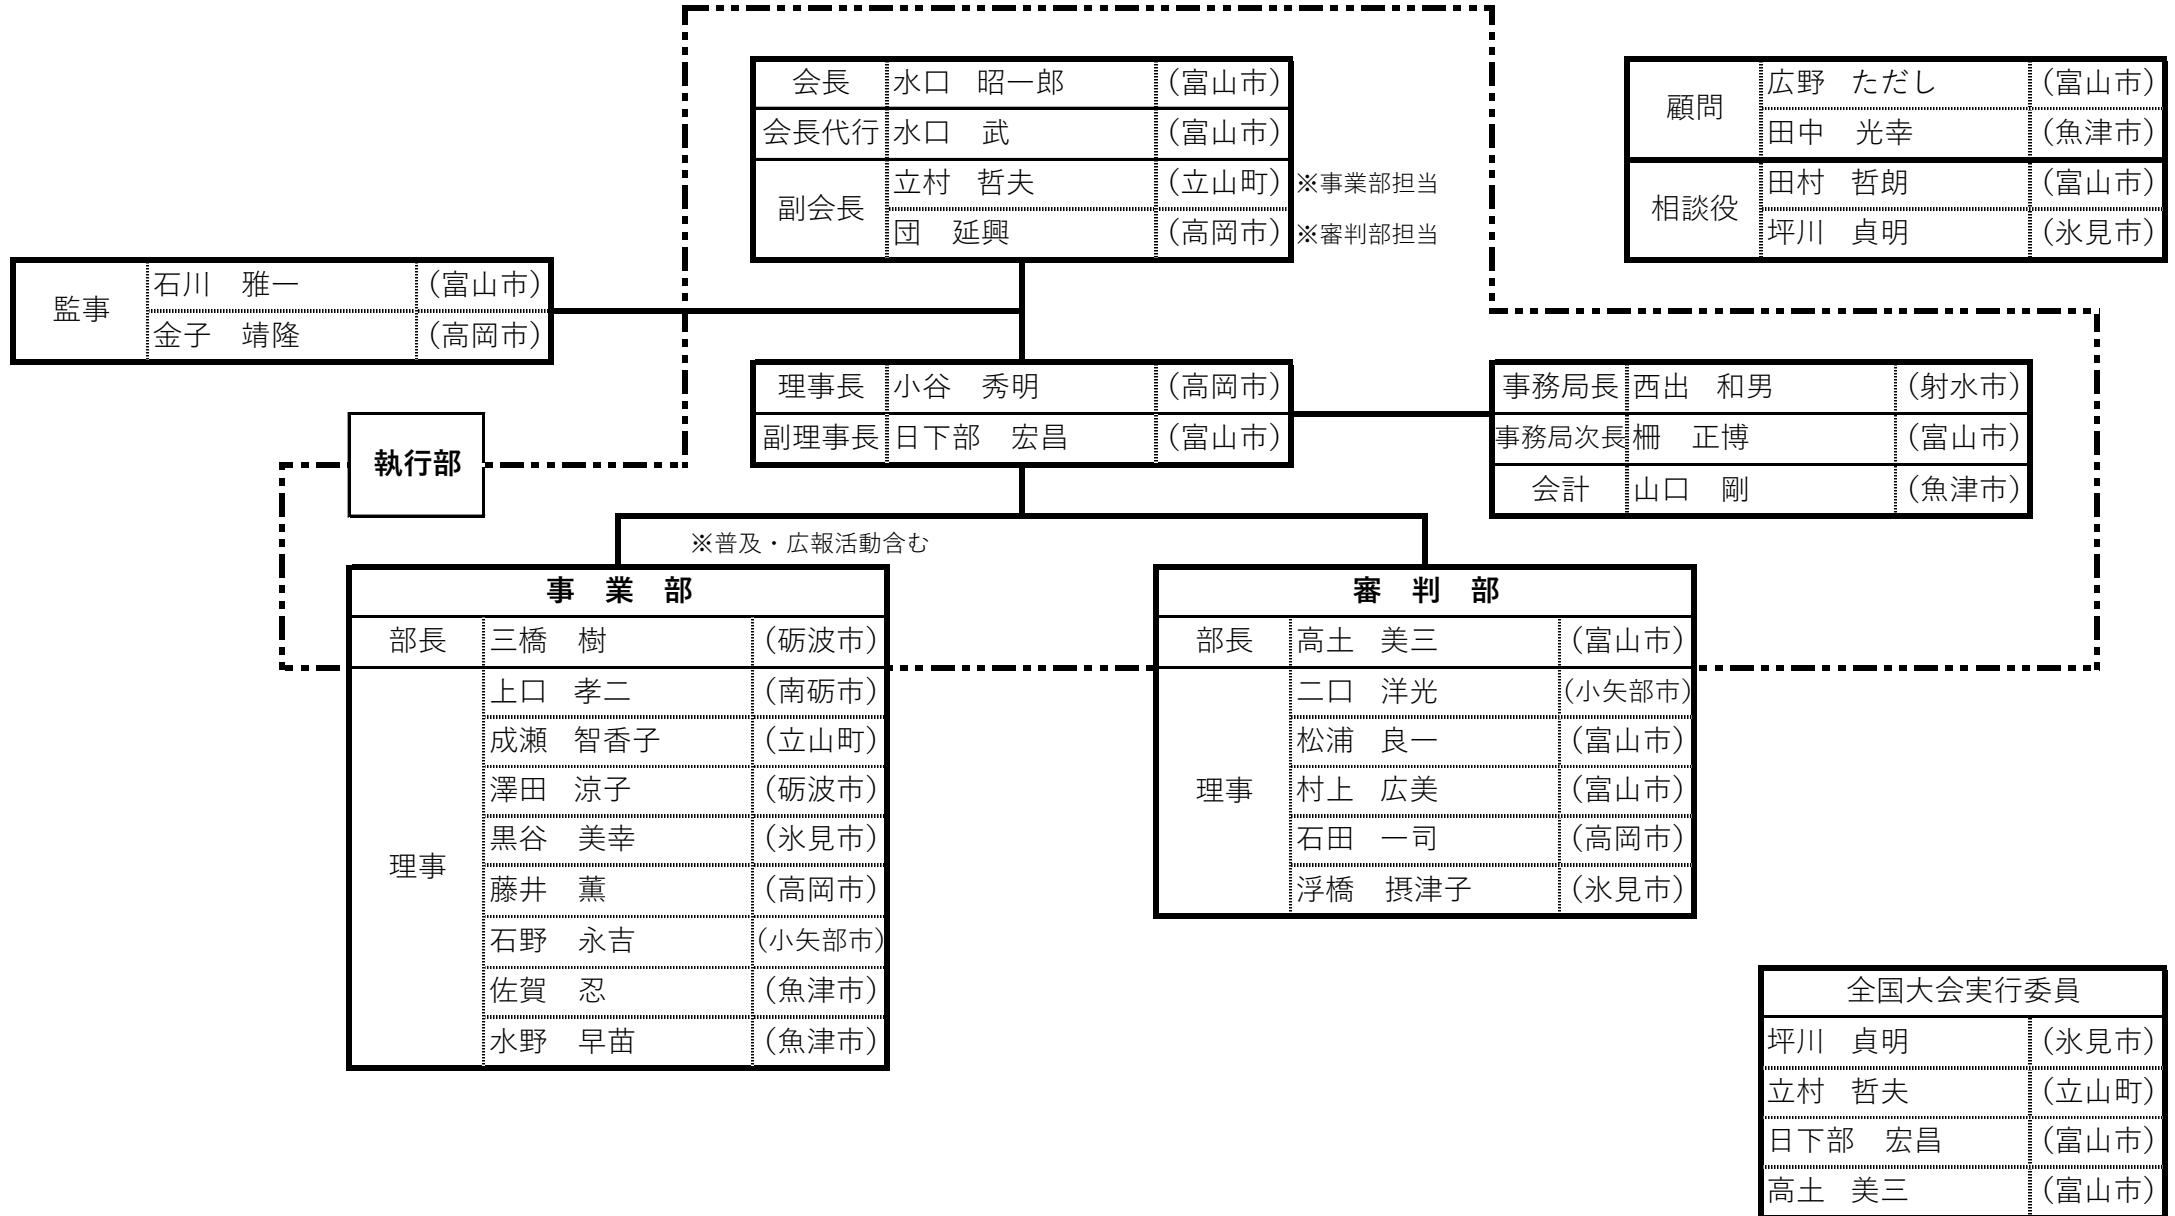 会長 水口 昭一郎 (富山市)
会長代行 水口 武 (富山市)
副会長 立村 哲夫 (立山町) ※事業部担当
団 延興 (高岡市) ※審判部担当
顧問 広野 ただし (富山市)
田中 光幸 (魚津市)
相談役 田村 哲朗 (富山市)
坪川 貞明 (氷見市)
監事 石川 雅一 (富山市)
金子 靖隆 (高岡市)
理事長 小谷 秀明 (高岡市)
副理事長 日下部 宏昌 (富山市)
事務局長 西出 和男 (射水市)
事務局次長 柵 正博 (富山市)
会計 山口 剛 (魚津市)
執行部
※普及・広報活動含む
事 業 部
部長 三橋 樹 (砺波市)
理事 上口 孝二 (南砺市)
成瀬 智香子 (立山町)
澤田 涼子 (砺波市)
黒谷 美幸 (氷見市)
藤井 薫 (高岡市)
石野 永吉 (小矢部市)
佐賀 忍 (魚津市)
水野 早苗 (魚津市)
審 判 部
部長 高土 美三 (富山市)
理事 二口 洋光 (小矢部市)
松浦 良一 (富山市)
村上 広美 (富山市)
石田 一司 (高岡市)
浮橋 摂津子 (氷見市)
全国大会実行委員
坪川 貞明 (氷見市)
立村 哲夫 (立山町)
日下部 宏昌 (富山市)
高土 美三 (富山市)